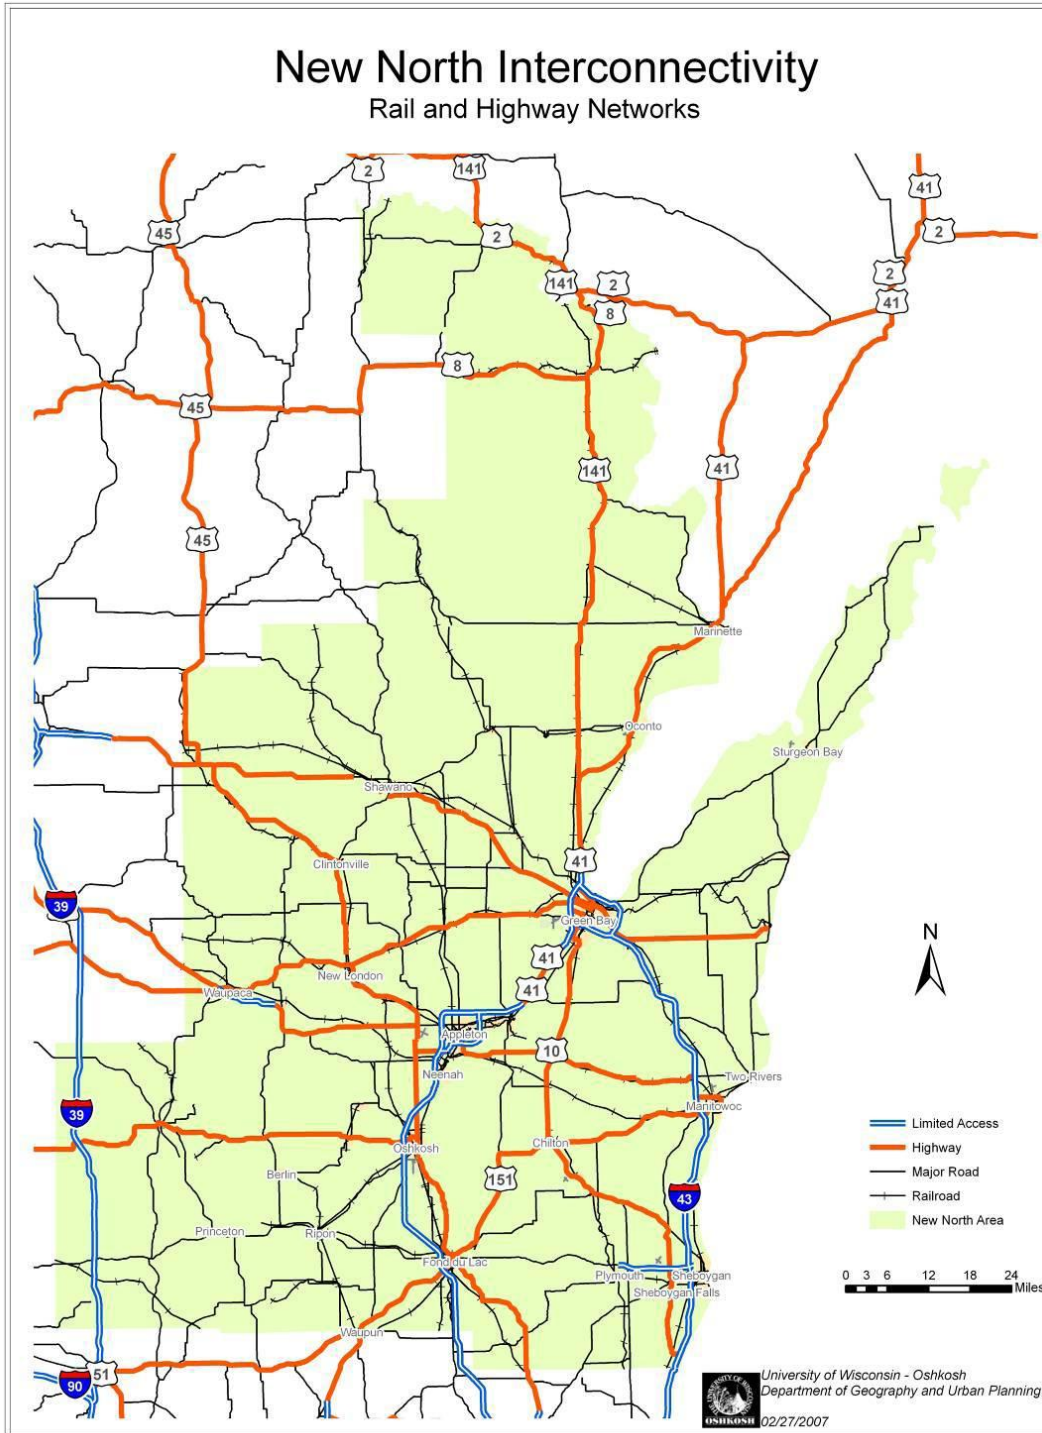 New North Interconnectivity
Rail and Highway Networks
2
141
41
45
2
2
2
141
2
41
8
8
45
141
41
45
Marinette
Oconto
Sturgeon Bay
Shawano
Clintonville
41
39
Green Bay
N
41
New London
41
Waupaca
Appleton
10
Neenah
Two Rivers
Manitowoc
39
Limited Access
Oshkosh
Chilton
Highway
Berlin
151
Major Road
43
Railroad
New North Area
Princeton
Ripon
Fond du Lac
Plymouth
Sheboygan
Sheboygan Falls
0 3 6 12 18 24
Miles
Waupun
51
90
UNIVERSITY OF WISCONSIN
OSHKOSH
University of Wisconsin - Oshkosh
Department of Geography and Urban Planning
02/27/2007